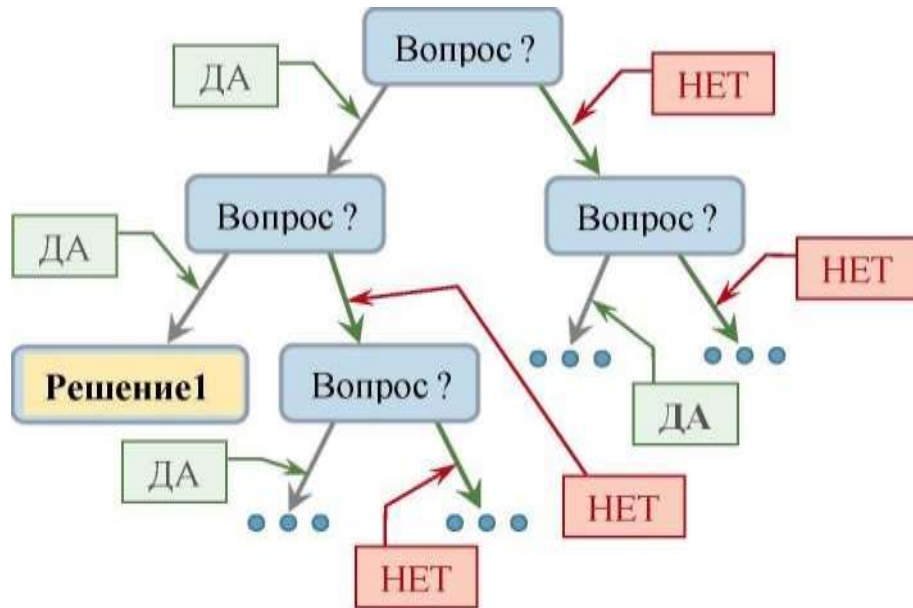 Вопрос ?
ДА
НЕТ
Вопрос ?
Вопрос ?
ДА
НЕТ
Решение1
Вопрос ?
ДА
ДА
НЕТ
НЕТ